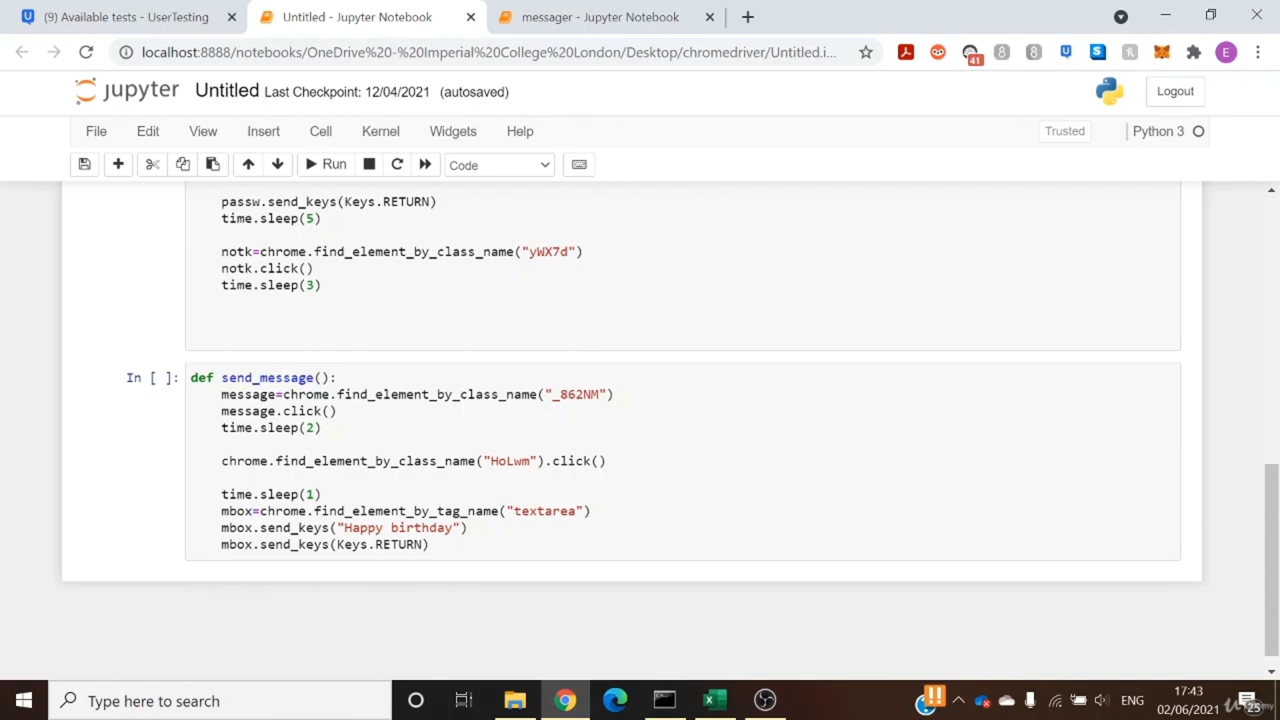 (9) Available tests - UserTesting
Untitled - Jupyter Notebook
messager - Jupyter Notebook
localhost:8888/notebooks/OneDrive%20-%20Imperial%20College%20London/Desktop/chromedriver/Untitled.i...
41
8
8
S
E
jupyter Untitled Last Checkpoint: 12/04/2021 (autosaved)
Logout
File Edit View Insert Cell Kernel Widgets Help
Trusted
Python 3
Run
Code
passw.send_keys(Keys.RETURN)
time.sleep(5)
notk=chrome.find_element_by_class_name("yWX7d")
notk.click()
time.sleep(3)
In [ ]: def send_message():
message=chrome.find_element_by_class_name("_862NM")
message.click()
time.sleep(2)
chrome.find_element_by_class_name("HoLwm").click()
time.sleep(1)
mbox=chrome.find_element_by_tag_name("textarea")
mbox.send_keys("Happy birthday")
mbox.send_keys(Keys.RETURN)
Type here to search
ENG
17:43
02/06/2021
25